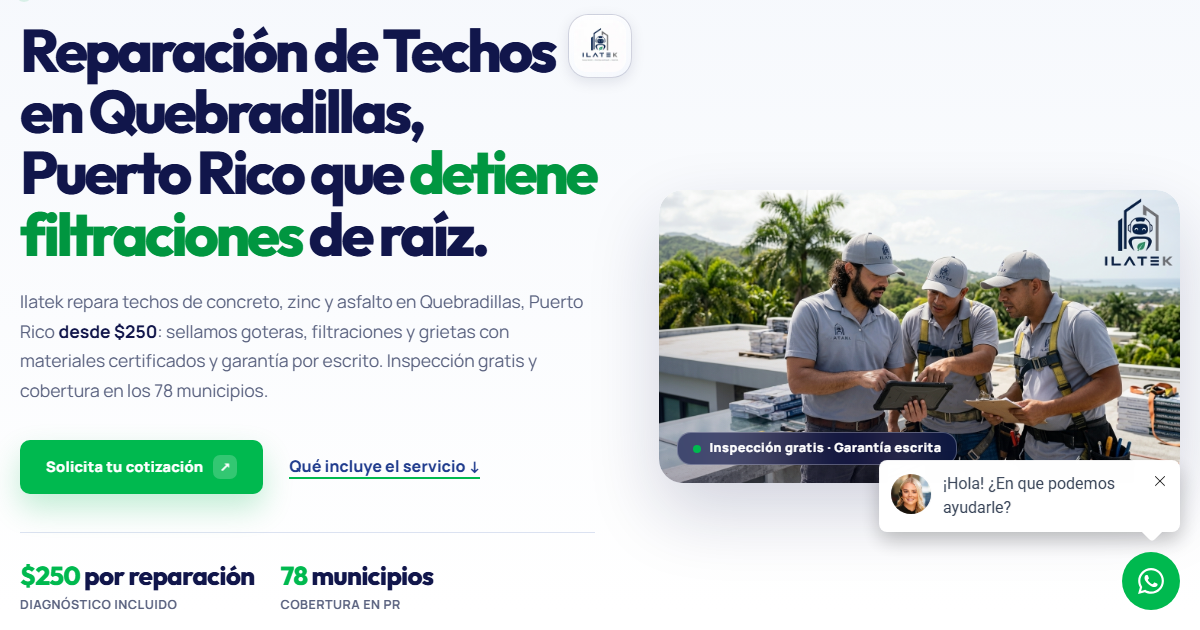 Reparación de Techos
ILATEK
en Quebradillas,
Puerto Rico que detiene
filtraciones de raíz.
Ilatek repara techos de concreto, zinc y asfalto en Quebradillas, Puerto
Rico desde $250: sellamos goteras, filtraciones y grietas con
materiales certificados y garantía por escrito. Inspección gratis y
cobertura en los 78 municipios.
Solicita tu cotización ↗
Qué incluye el servicio ↓
$250 por reparación
DIAGNÓSTICO INCLUIDO
78 municipios
COBERTURA EN PR
ILATEK
Inspección gratis · Garantía escrita
¡Hola! ¿En que podemos
ayudarle?